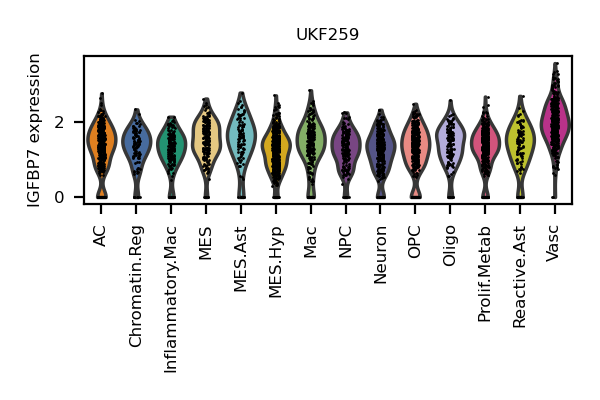 UKF259
IGFBP7 expression
2
0
AC
Chromatin.Reg
Inflammatory.Mac
MES
MES.Ast
MES.Hyp
Mac
NPC
Neuron
OPC
Oligo
Prolif.Metab
Reactive.Ast
Vasc